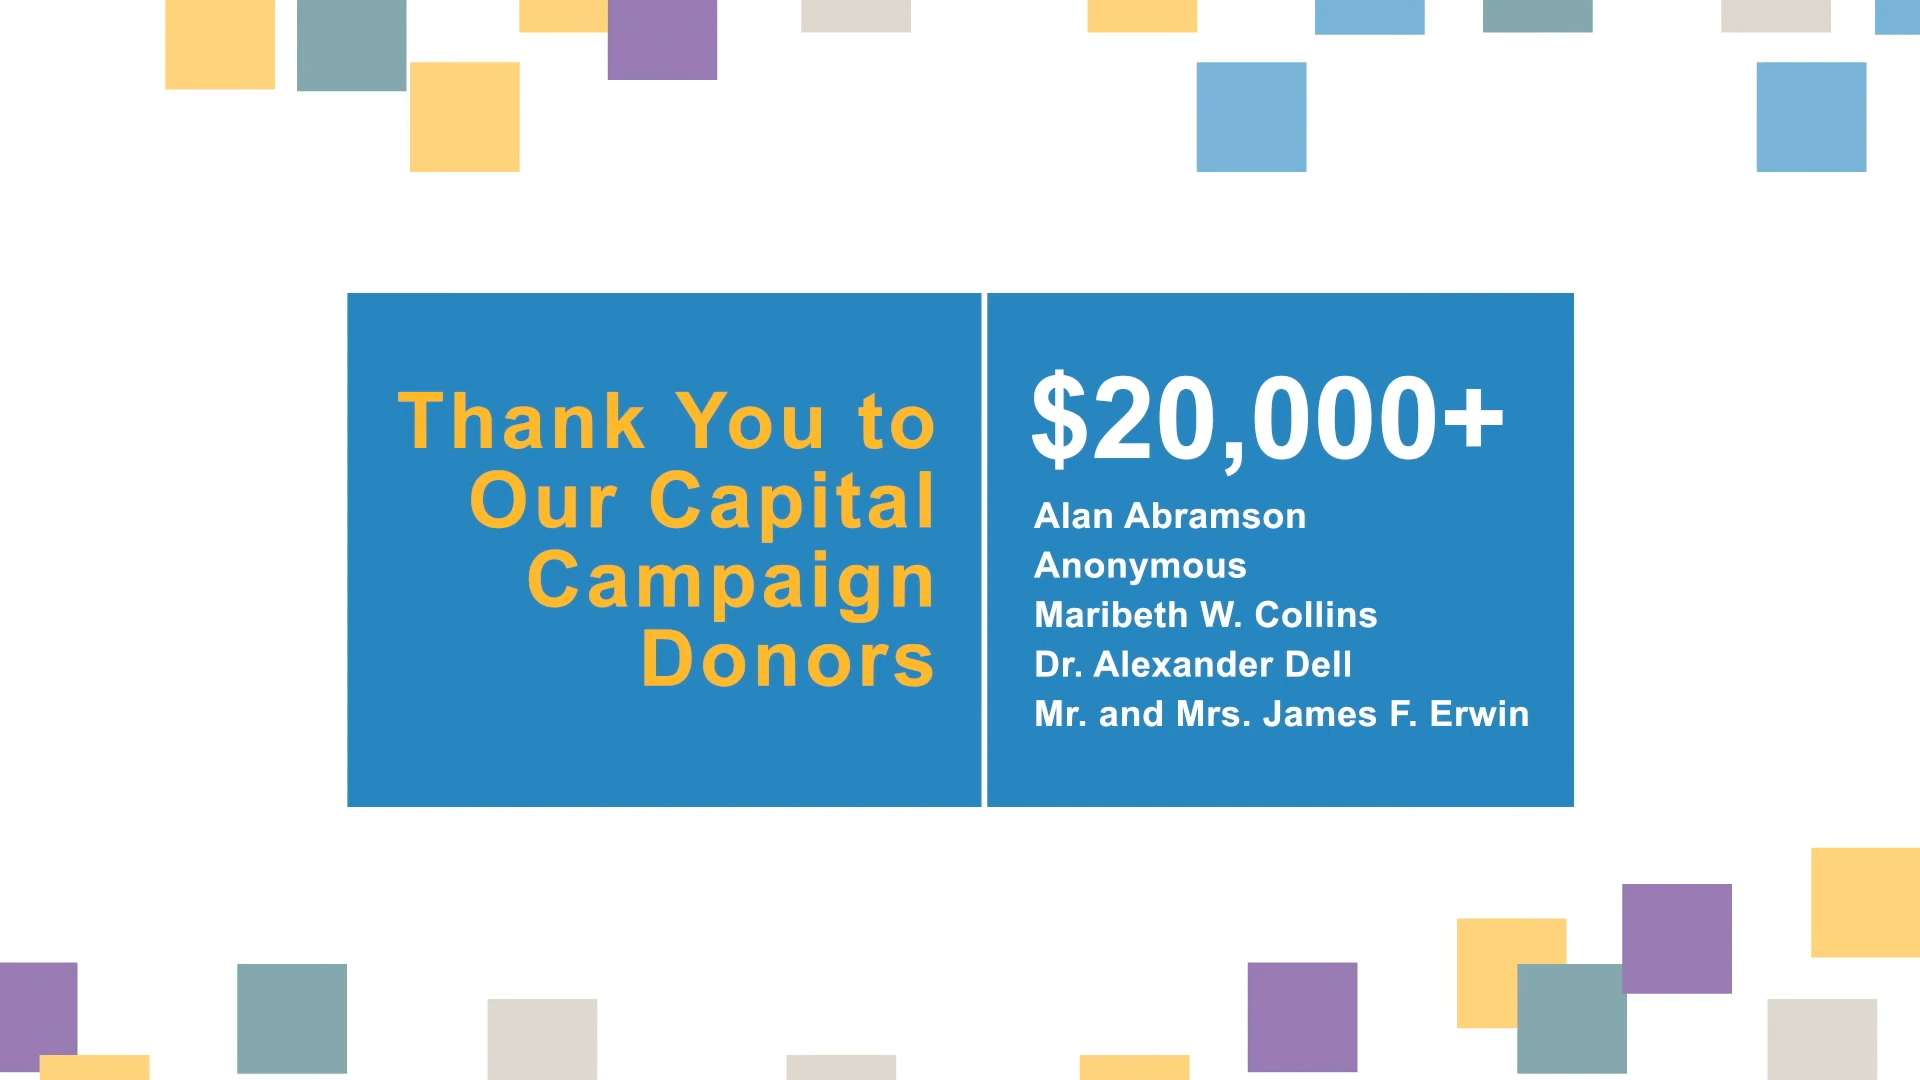 Thank You to
Our Capital
Campaign
Donors
$20,000+
Alan Abramson
Anonymous
Maribeth W. Collins
Dr. Alexander Dell
Mr. and Mrs. James F. Erwin